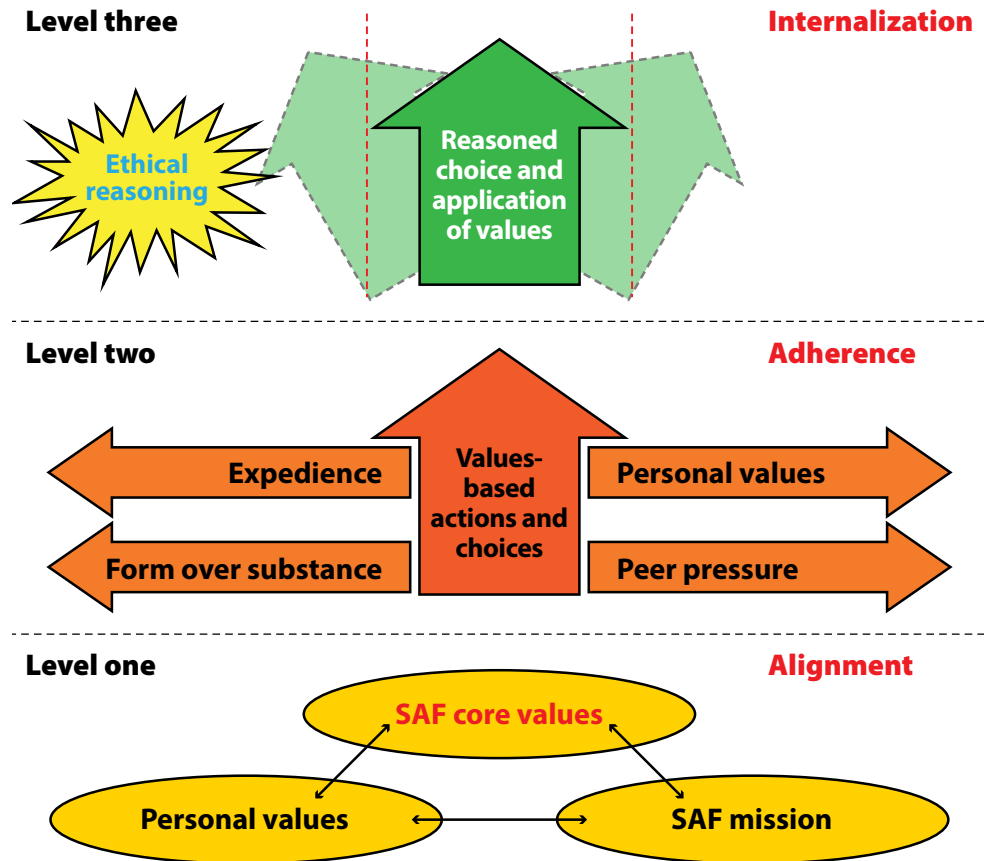 Level three
Internalization
Ethical
reasoning
Reasoned
choice and
application
of values
Level two
Adherence
Expedience
Values-
based
actions and
choices
Personal values
Form over substance
Peer pressure
Level one
Alignment
SAF core values
Personal values
SAF mission